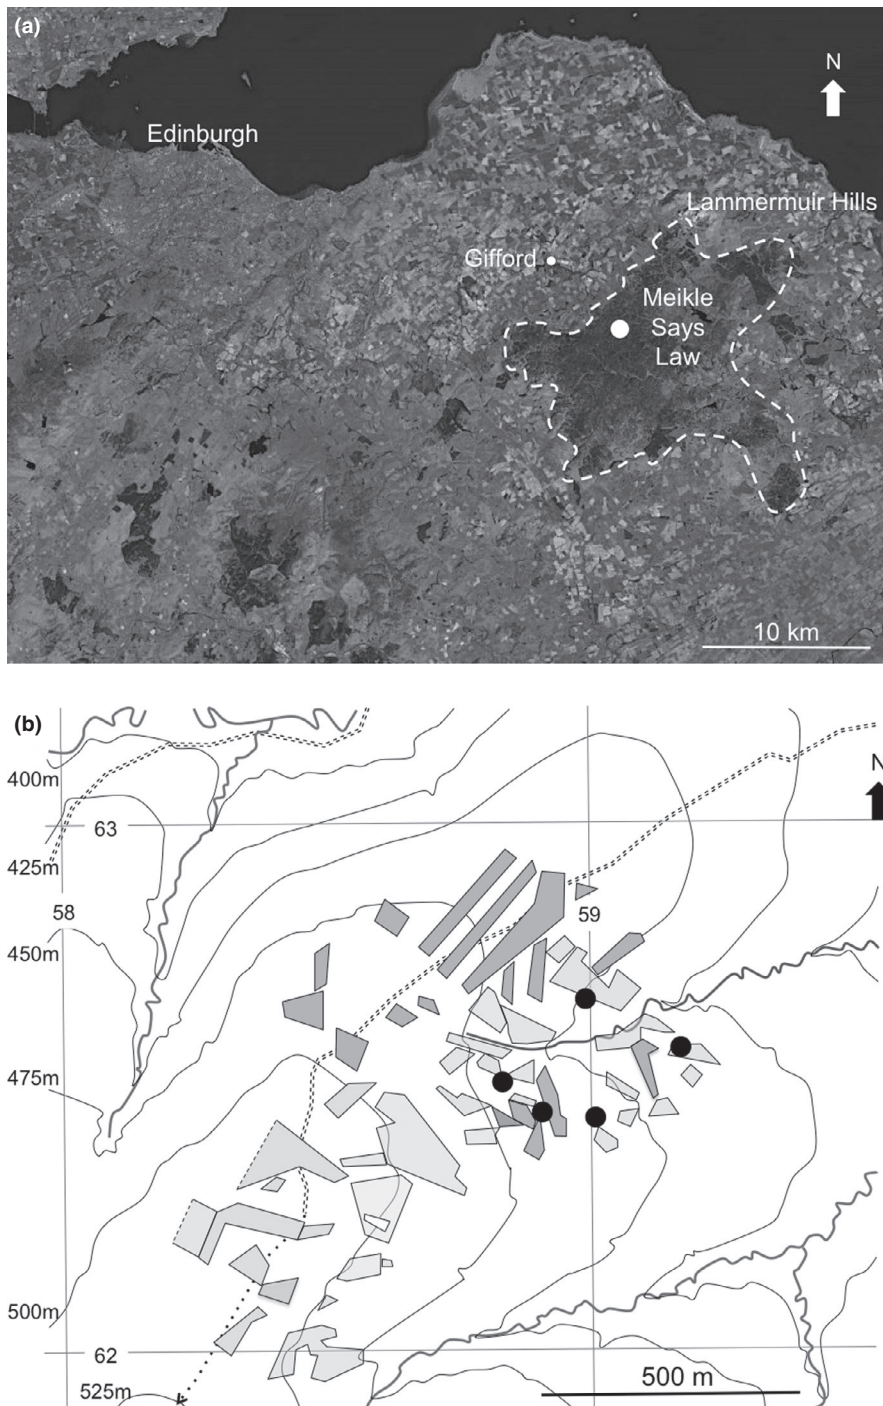 (a)
N
Edinburgh
Lammermuir Hills
Gifford
Meikle
Says
Law
10 km
(b)
N
400m
63
425m
58
59
450m
475m
500m
62
525m
500 m